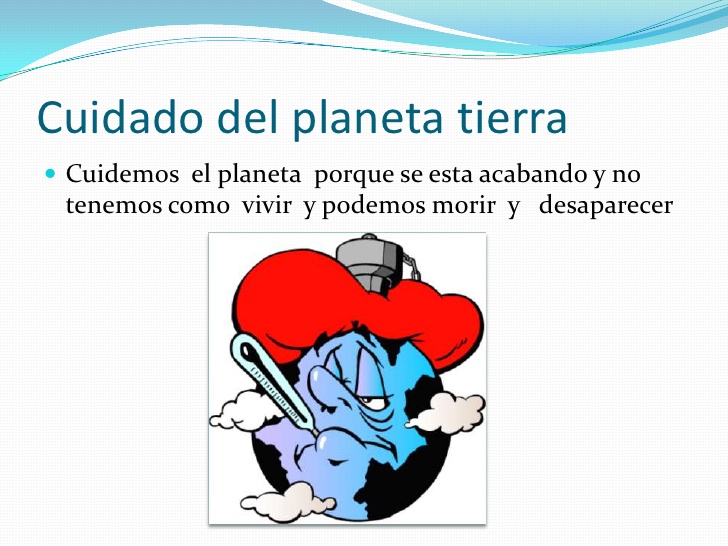 Cuidado del planeta tierra
Cuidemos el planeta porque se esta acabando y no
tenemos como vivir y podemos morir y desaparecer